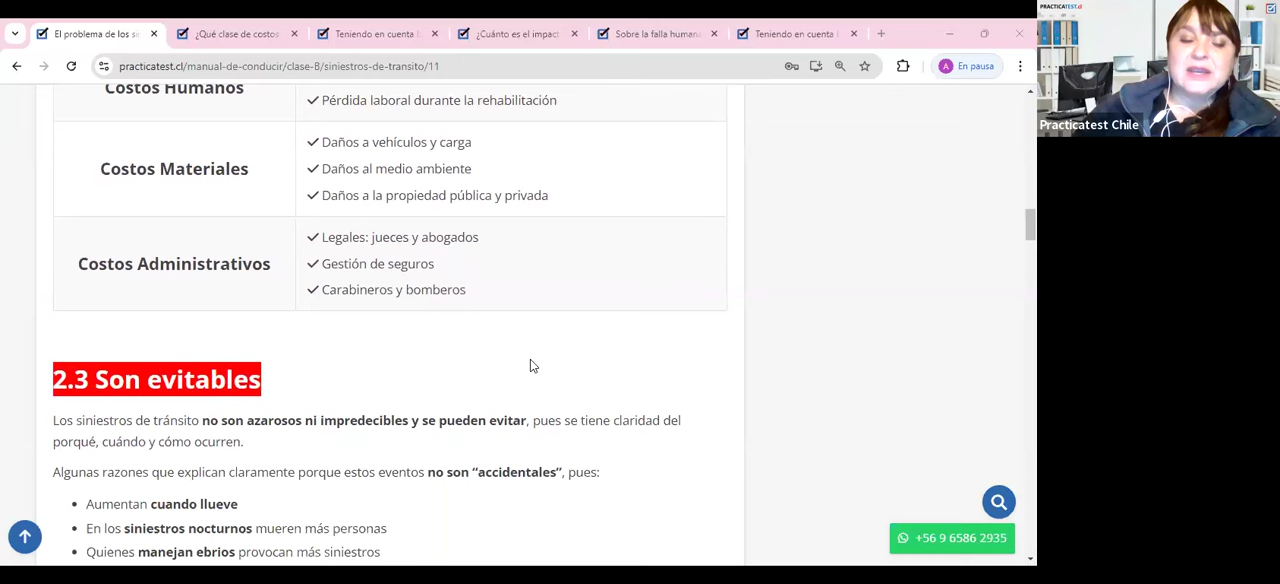 El problema de los si
¿Qué clase de costos
Teniendo en cuenta l
¿Cuánto es el impact
Sobre la falla humana
Teniendo en cuenta l
practicatest.cl/manual-de-conducir/clase-B/siniestros-de-transito/11
A
En pausa
PRACTICATEST.cl
Practicatest Chile
Costos Humanos
Pérdida laboral durante la rehabilitación
Costos Materiales
Daños a vehículos y carga
Daños al medio ambiente
Daños a la propiedad pública y privada
Costos Administrativos
Legales: jueces y abogados
Gestión de seguros
Carabineros y bomberos
2.3 Son evitables
Los siniestros de tránsito no son azarosos ni impredecibles y se pueden evitar, pues se tiene claridad del
porqué, cuándo y cómo ocurren.
Algunas razones que explican claramente porque estos eventos no son “accidentales”, pues:
Aumentan cuando llueve
En los siniestros nocturnos mueren más personas
Quienes manejan ebrios provocan más siniestros
+56 9 6586 2935